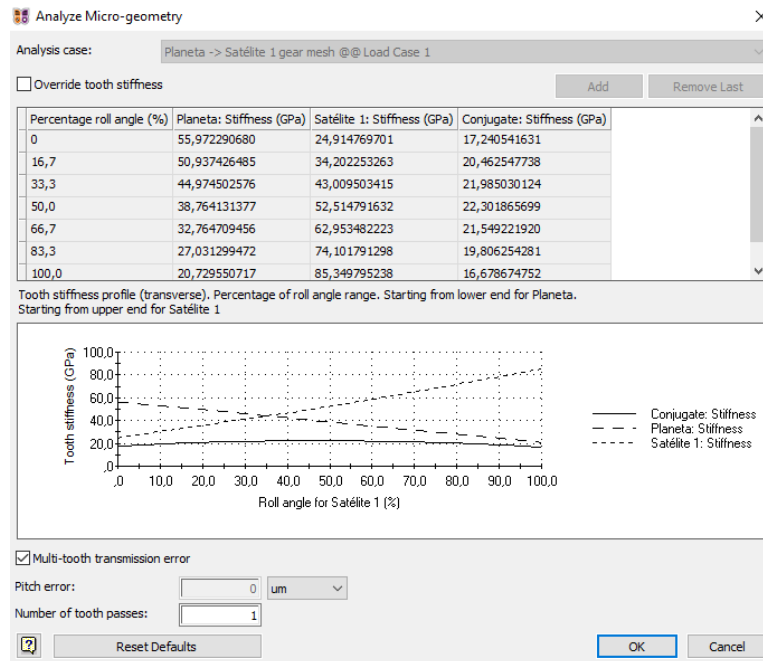 Analyze Micro-geometry
Analysis case: Planeta -> Satélite 1 gear mesh @@ Load Case 1
Override tooth stiffness Add Remove Last
Percentage roll angle (%) Planeta: Stiffness (GPa) Satélite 1: Stiffness (GPa) Conjugate: Stiffness (GPa)
0 55,972290680 24,914769701 17,240541631
16,7 50,937426485 34,202253263 20,462547738
33,3 44,974502576 43,009503415 21,985030124
50,0 38,764131377 52,514791632 22,301865699
66,7 32,764709456 62,953482223 21,549221920
83,3 27,031299472 74,101791298 19,806254281
100,0 20,729550717 85,349795238 16,678674752
Tooth stiffness profile (transverse). Percentage of roll angle range. Starting from lower end for Planeta.
Starting from upper end for Satélite 1
Tooth stiffness (GPa)
100,0
80,0
60,0
40,0
20,0
,0
,0 10,0 20,0 30,0 40,0 50,0 60,0 70,0 80,0 90,0 100,0
Roll angle for Satélite 1 (%)
Conjugate: Stiffness
Planeta: Stiffness
Satélite 1: Stiffness
Multi-tooth transmission error
Pitch error: 0 um
Number of tooth passes: 1
? Reset Defaults OK Cancel